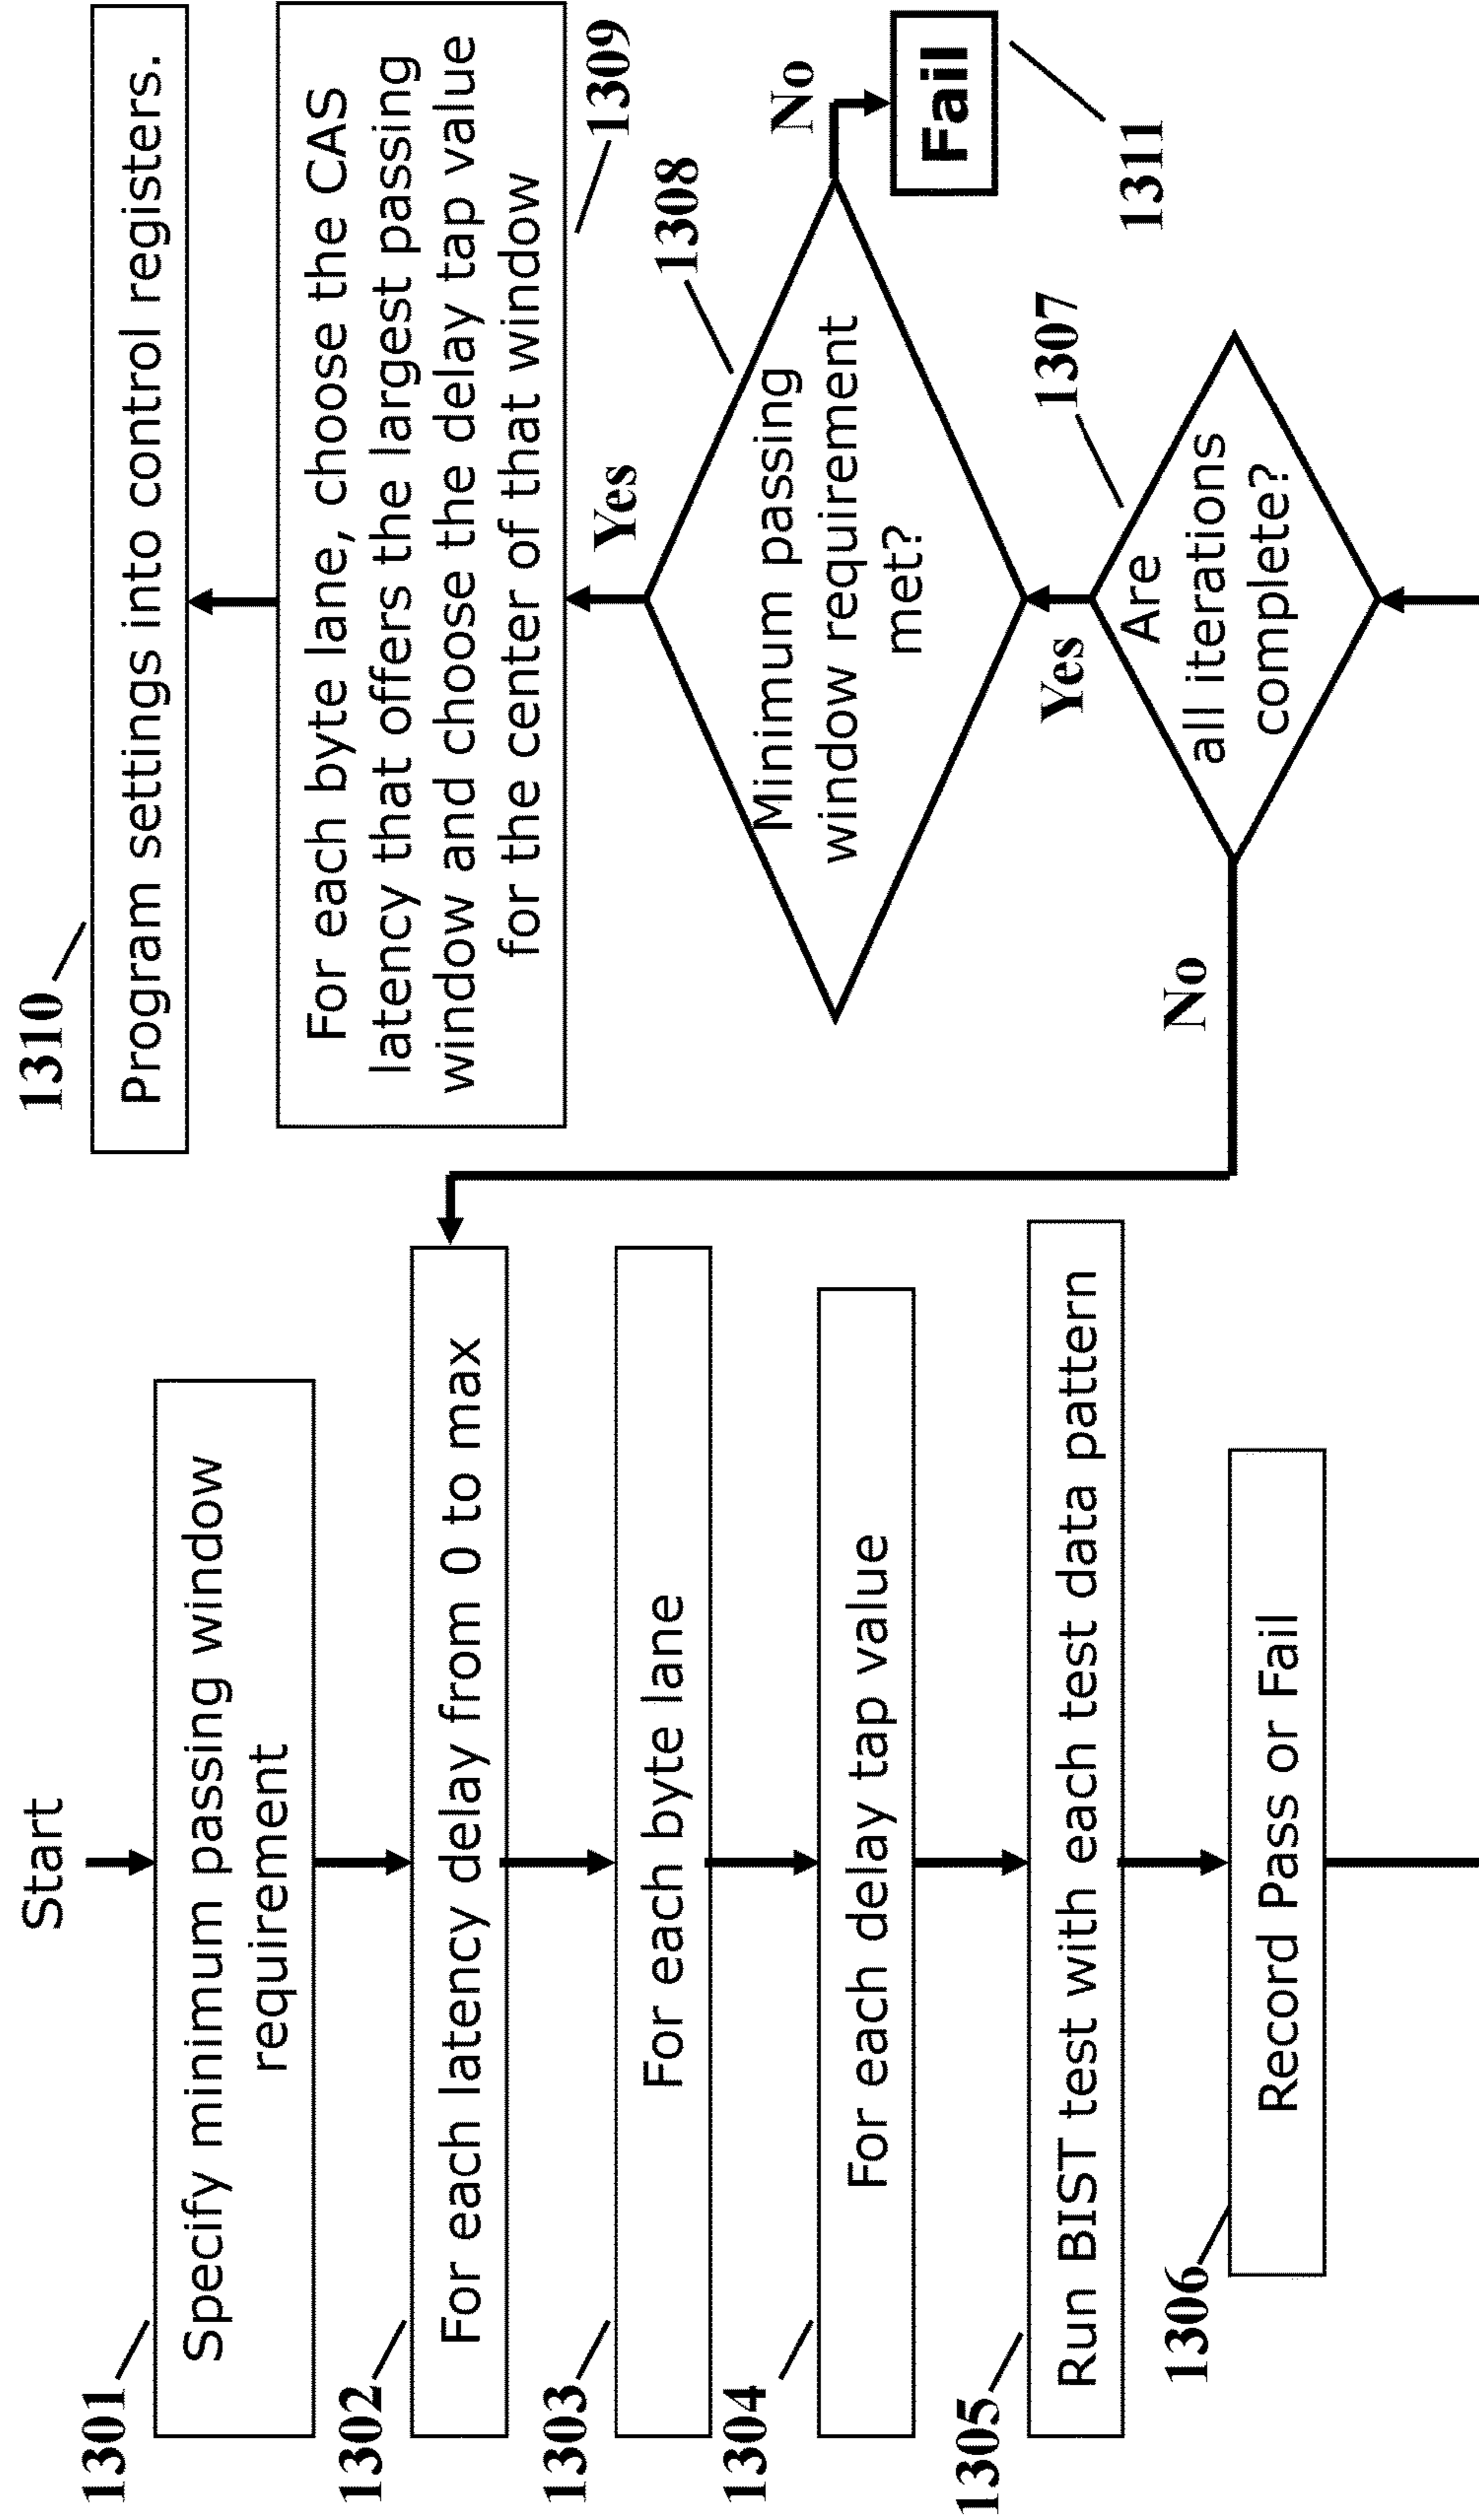 Start
1301
Specify minimum passing window
requirement
1302
For each latency delay from 0 to max
1303
For each byte lane
1304
For each delay tap value
1305
Run BIST test with each test data pattern
1306
Record Pass or Fail
1307
Are
all iterations
complete?
No
Yes
1308
Minimum passing
window requirement
met?
No
Fail
1311
Yes
1309
For each byte lane, choose the CAS
latency that offers the largest passing
window and choose the delay tap value
for the center of that window
1310
Program settings into control registers.